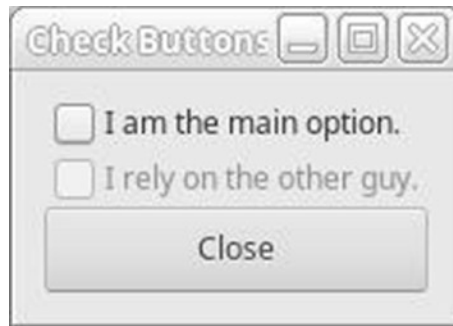 Check Buttons
I am the main option.
I rely on the other guy.
Close